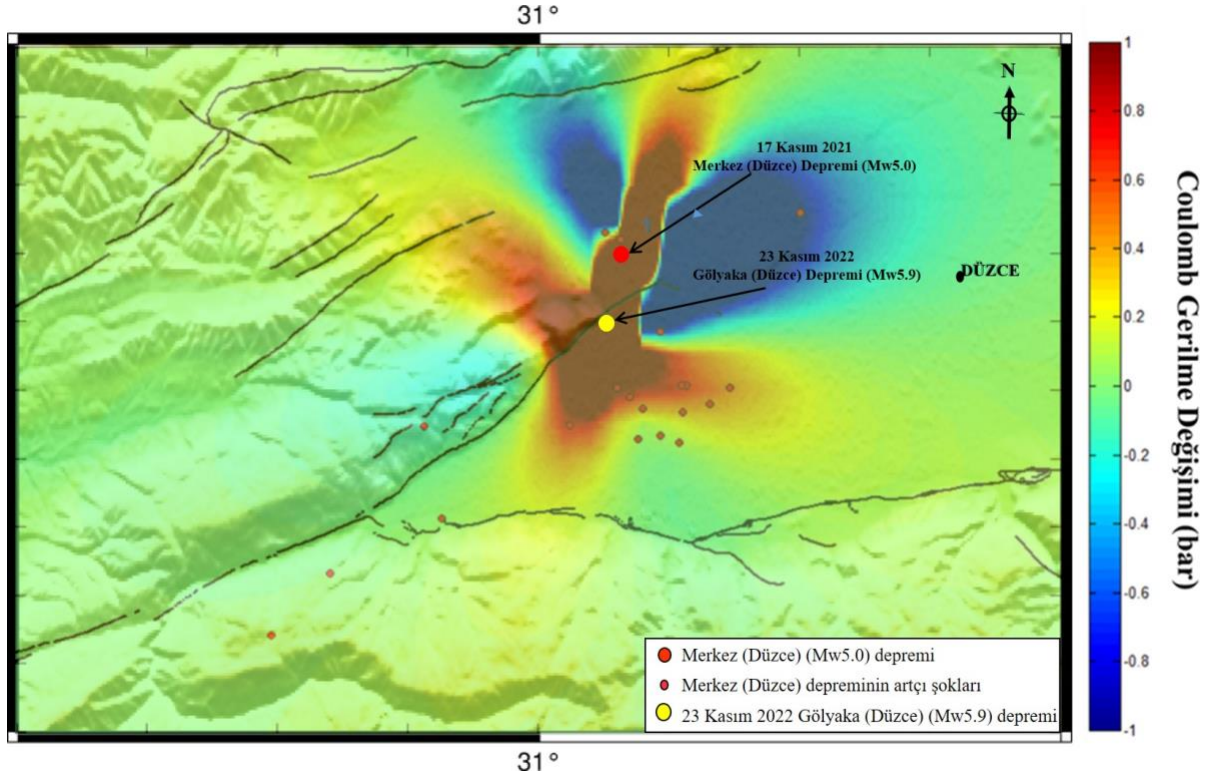 31°
N
17 Kasım 2021
Merkez (Düzce) Depremi (Mw5.0)
23 Kasım 2022
Gölyaka (Düzce) Depremi (Mw5.9)
DÜZCE
Merkez (Düzce) (Mw5.0) depremi
Merkez (Düzce) depreminin artçı şokları
23 Kasım 2022 Gölyaka (Düzce) (Mw5.9) depremi
31°
1
0.8
0.6
0.4
0.2
0
-0.2
-0.4
-0.6
-0.8
-1
Coulomb Gerilme Değişimi (bar)